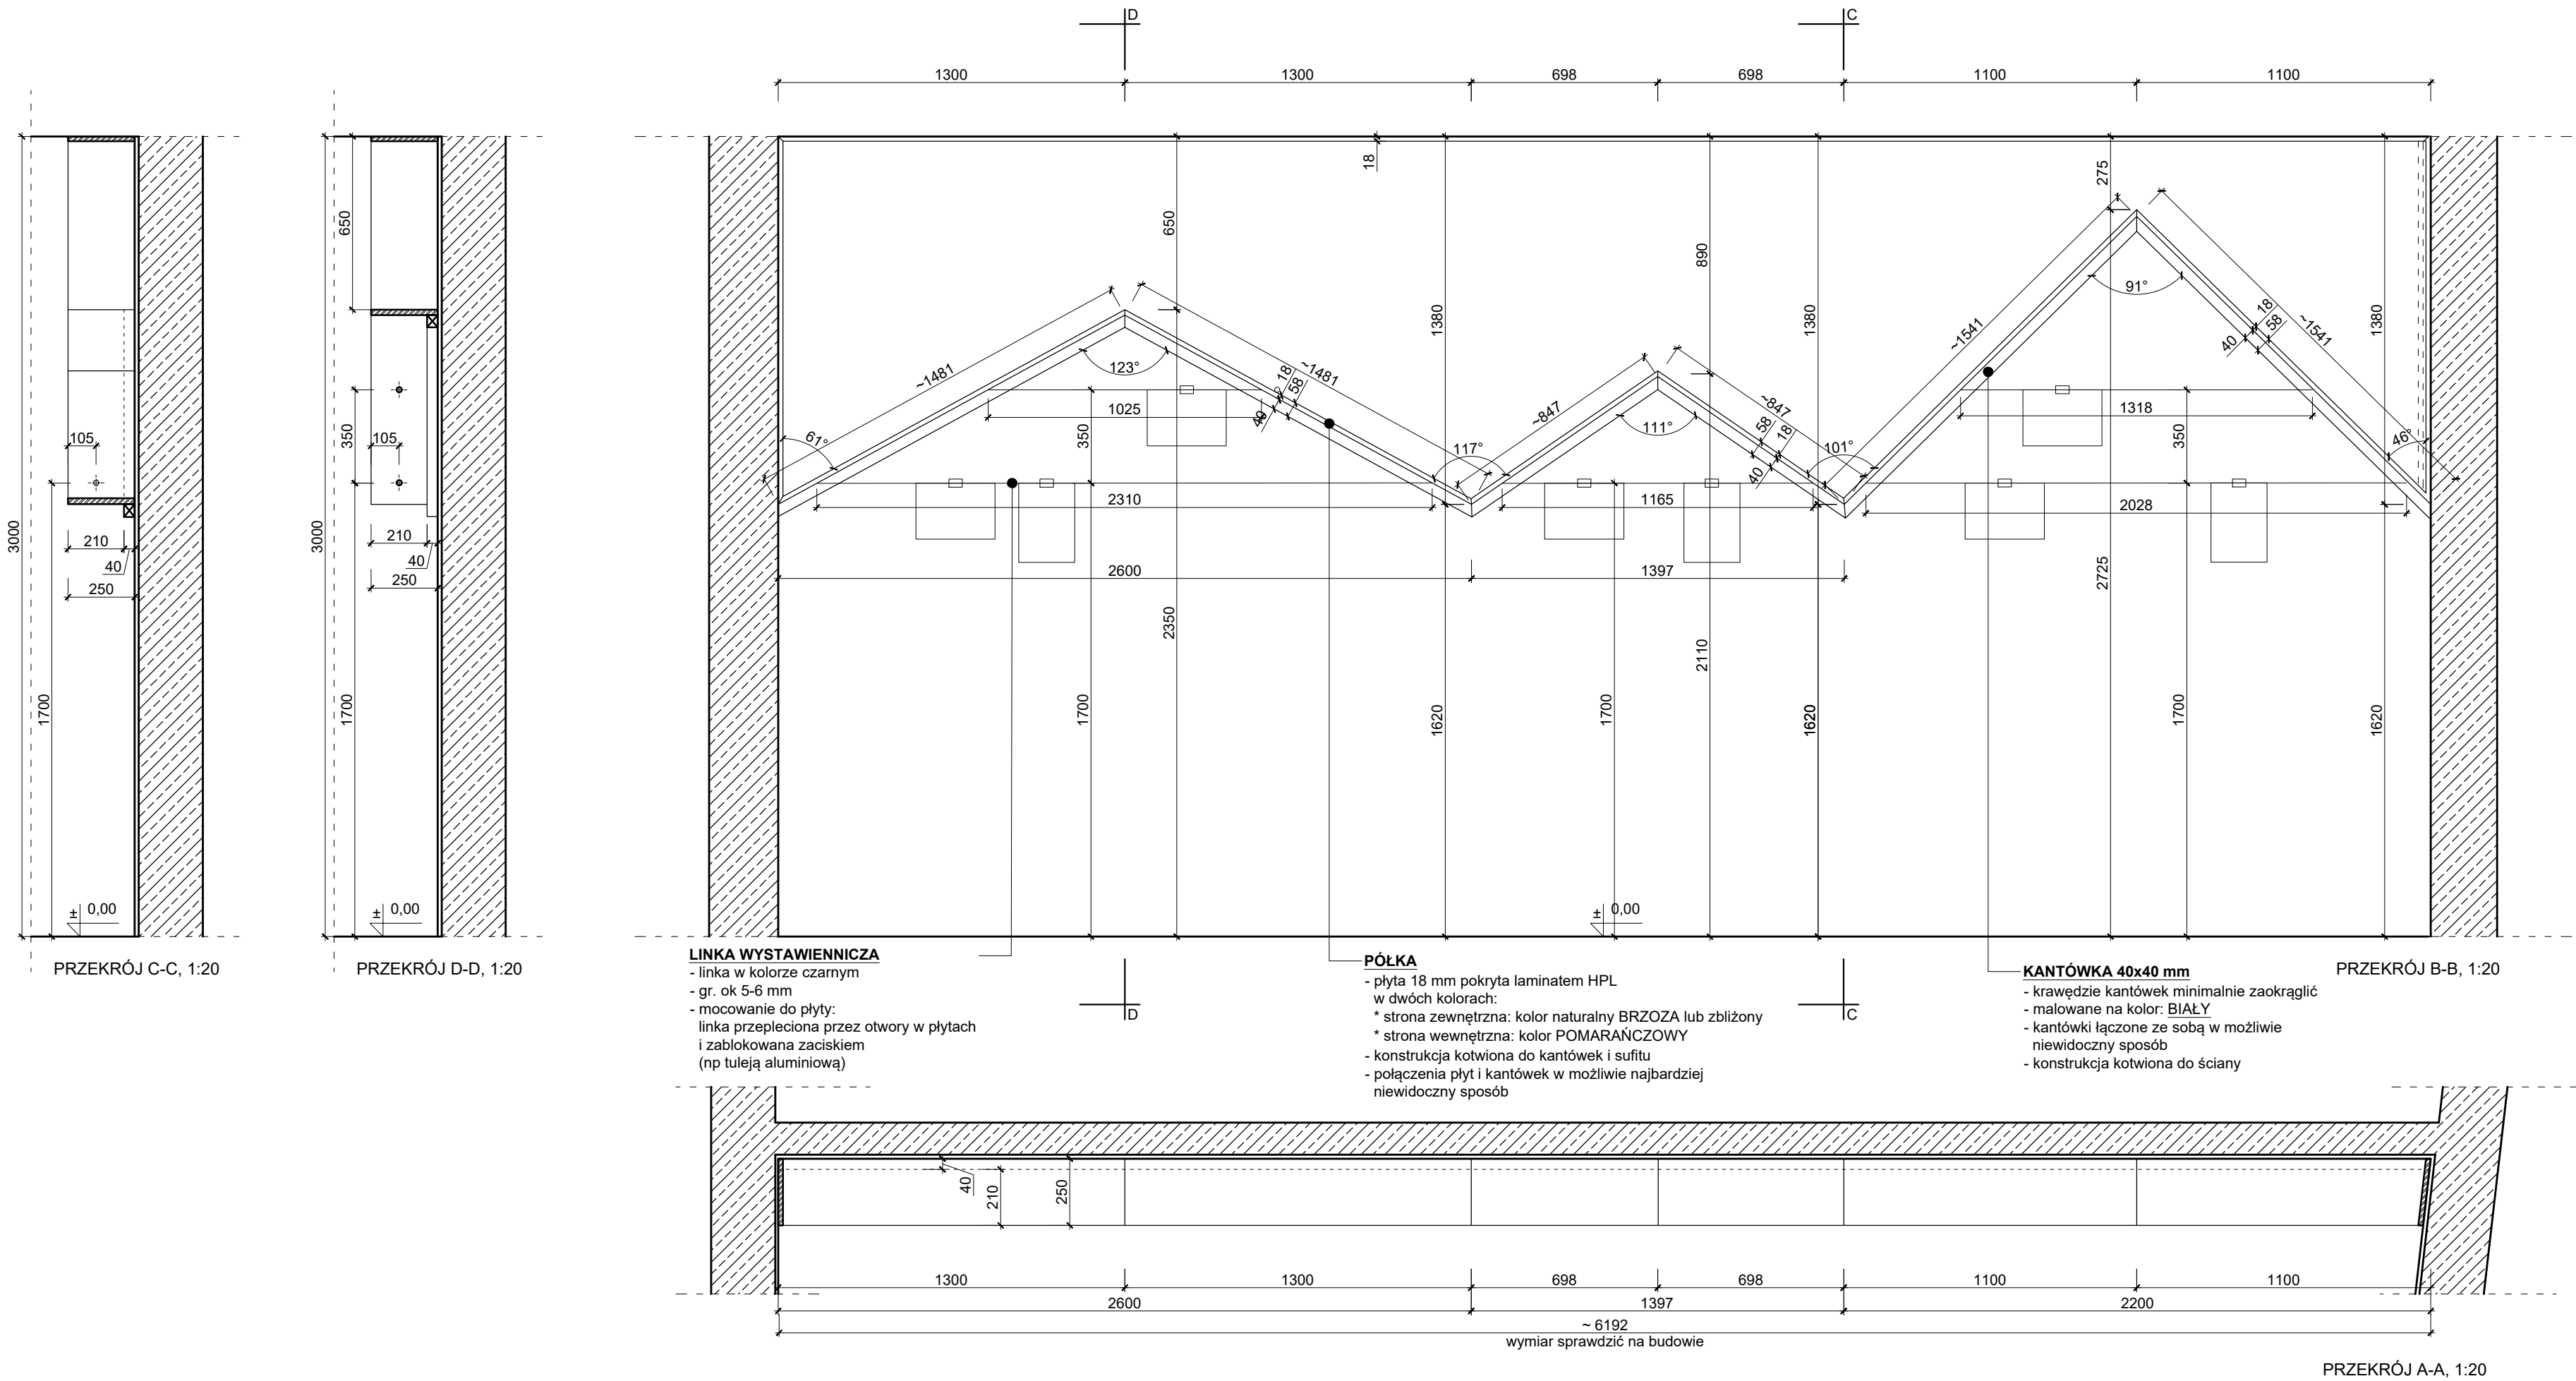 D
C
1300
1300
698
698
1100
1100
18
650
650
275
890
1380
1380
1380
~1481
~1481
18
58
40
123°
1025
350
61°
117°
~847
~847
111°
58
18
40
101°
~1541
~1541
91°
18
58
40
46°
1318
350
105
350
105
2310
1165
2028
3000
210
40
250
3000
210
40
250
2600
1397
2350
2110
2725
1700
1700
1700
1620
1700
1620
1700
1620
± 0,00
± 0,00
± 0,00
PRZEKRÓJ C-C, 1:20
PRZEKRÓJ D-D, 1:20
PRZEKRÓJ B-B, 1:20
LINKA WYSTAWIENNICZA
- linka w kolorze czarnym
- gr. ok 5-6 mm
- mocowanie do płyty:
linka przepleciona przez otwory w płytach
i zablokowana zaciskiem
(np tuleją aluminiową)
D
PÓŁKA
- płyta 18 mm pokryta laminatem HPL
w dwóch kolorach:
* strona zewnętrzna: kolor naturalny BRZOZA lub zbliżony
* strona wewnętrzna: kolor POMARAŃCZOWY
- konstrukcja kotwiona do kantówek i sufitu
- połączenia płyt i kantówek w możliwie najbardziej
niewidoczny sposób
C
KANTÓWKA 40x40 mm
- krawędzie kantówek minimalnie zaokrąglić
- malowane na kolor: BIAŁY
- kantówki łączone ze sobą w możliwie
niewidoczny sposób
- konstrukcja kotwiona do ściany
40
210
250
1300
1300
698
698
1100
1100
2600
1397
2200
~ 6192
wymiar sprawdzić na budowie
PRZEKRÓJ A-A, 1:20